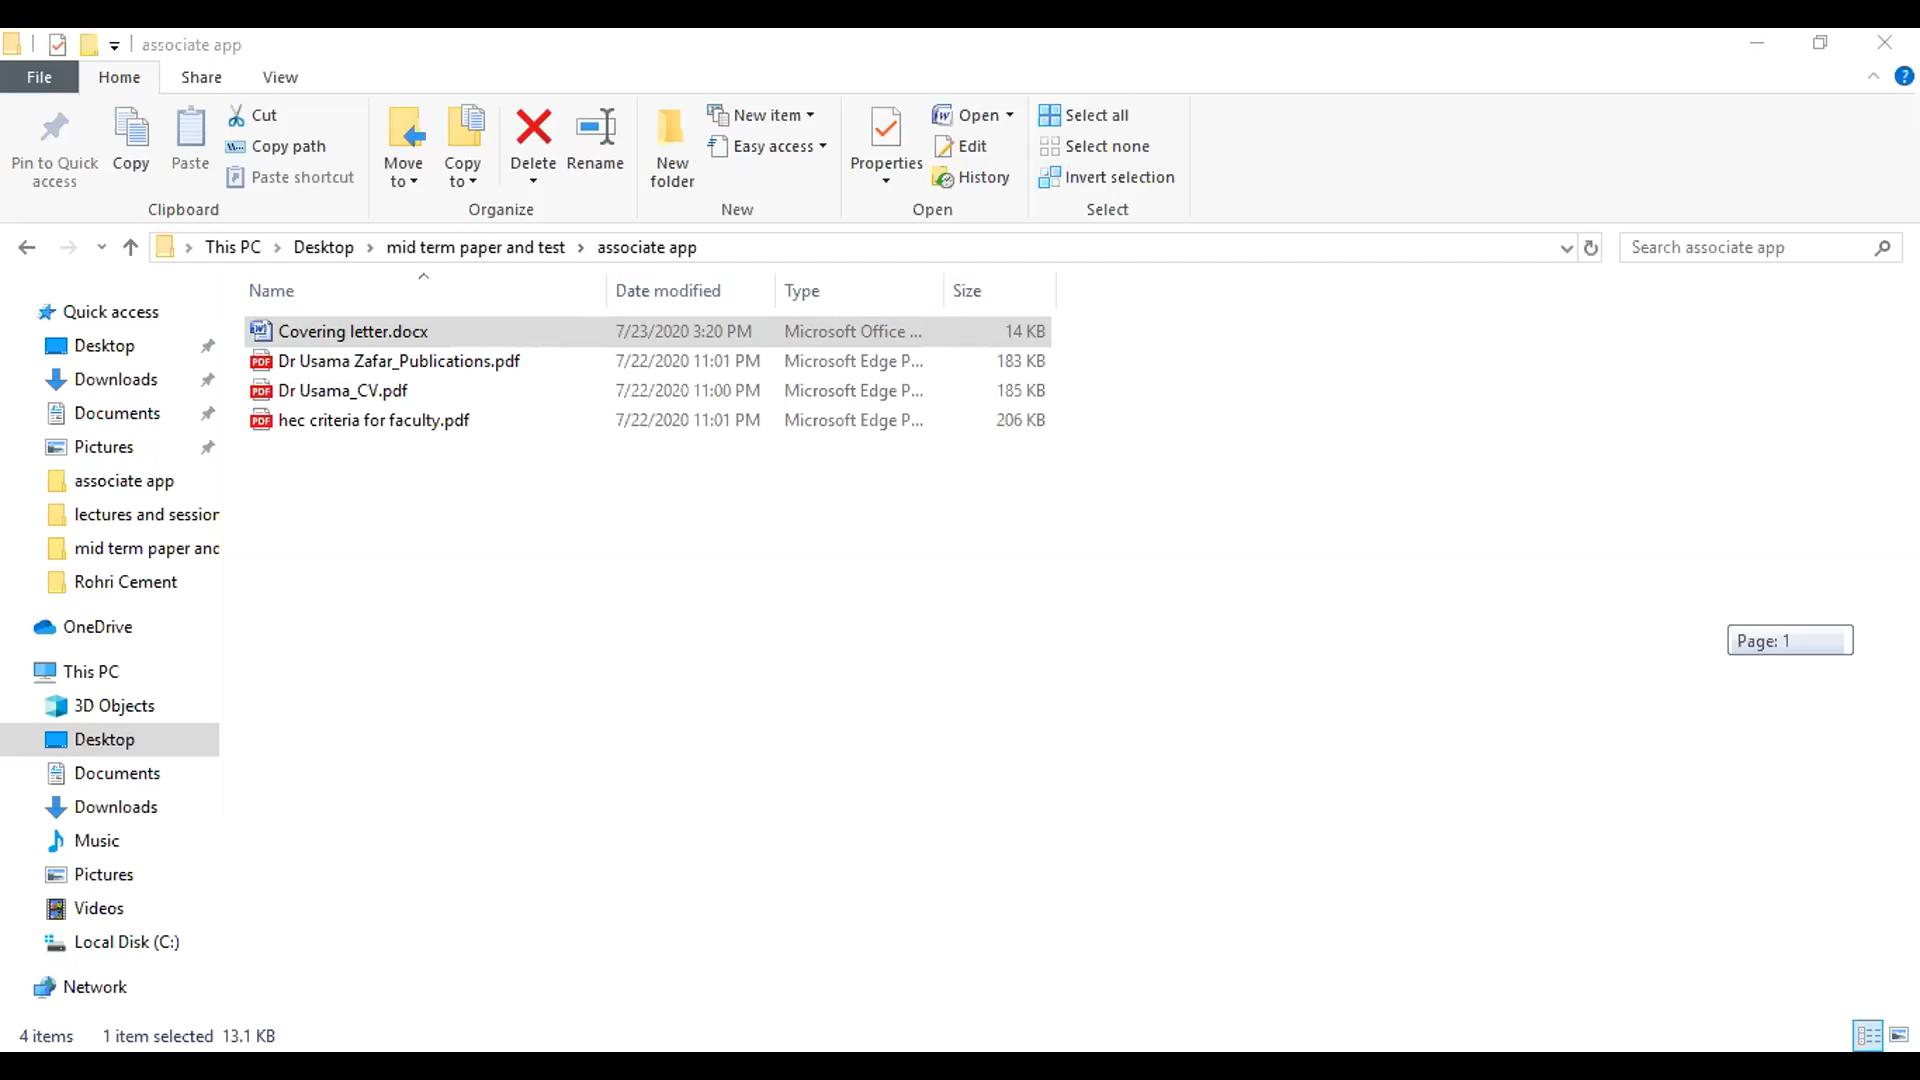 associate app
File Home Share View
Pin to Quick access
Copy
Paste
Cut
Copy path
Paste shortcut
Clipboard
Move to
Copy to
Delete
Rename
Organize
New folder
New item
Easy access
New
Properties
Open
Edit
History
Open
Select all
Select none
Invert selection
Select
This PC > Desktop > mid term paper and test > associate app
Search associate app
Name Date modified Type Size
Covering letter.docx 7/23/2020 3:20 PM Microsoft Office ... 14 KB
Dr Usama Zafar_Publications.pdf 7/22/2020 11:01 PM Microsoft Edge P... 183 KB
Dr Usama_CV.pdf 7/22/2020 11:00 PM Microsoft Edge P... 185 KB
hec criteria for faculty.pdf 7/22/2020 11:01 PM Microsoft Edge P... 206 KB
Quick access
Desktop
Downloads
Documents
Pictures
associate app
lectures and session
mid term paper and
Rohri Cement
OneDrive
This PC
3D Objects
Desktop
Documents
Downloads
Music
Pictures
Videos
Local Disk (C:)
Network
Page: 1
4 items 1 item selected 13.1 KB